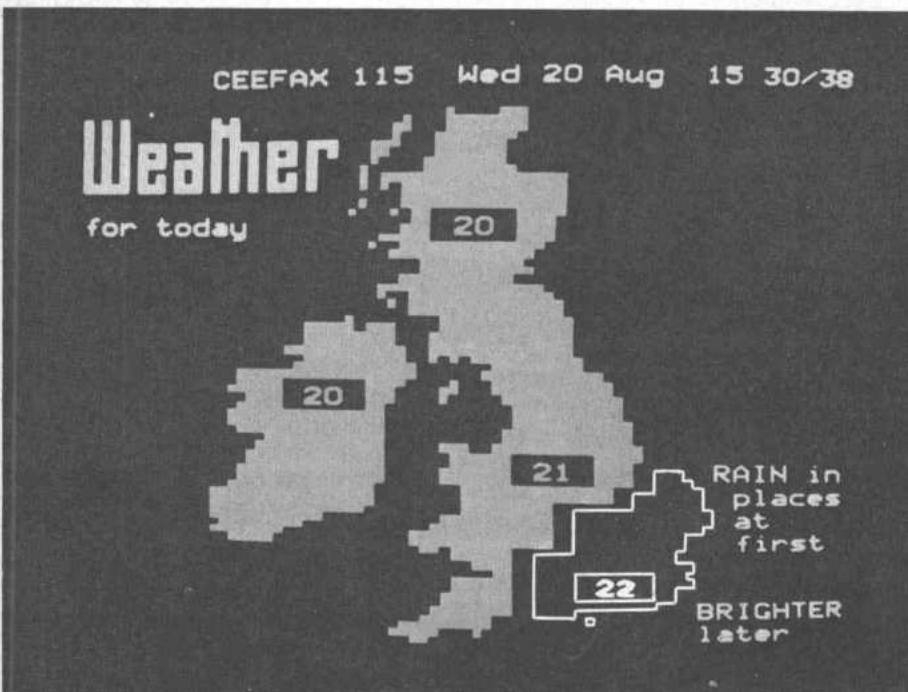 CEEFAX 115 Wed 20 Aug 15 30/38
Weather
for today
20
20
21
RAIN in
places
at
first
22
BRIGHTER
later